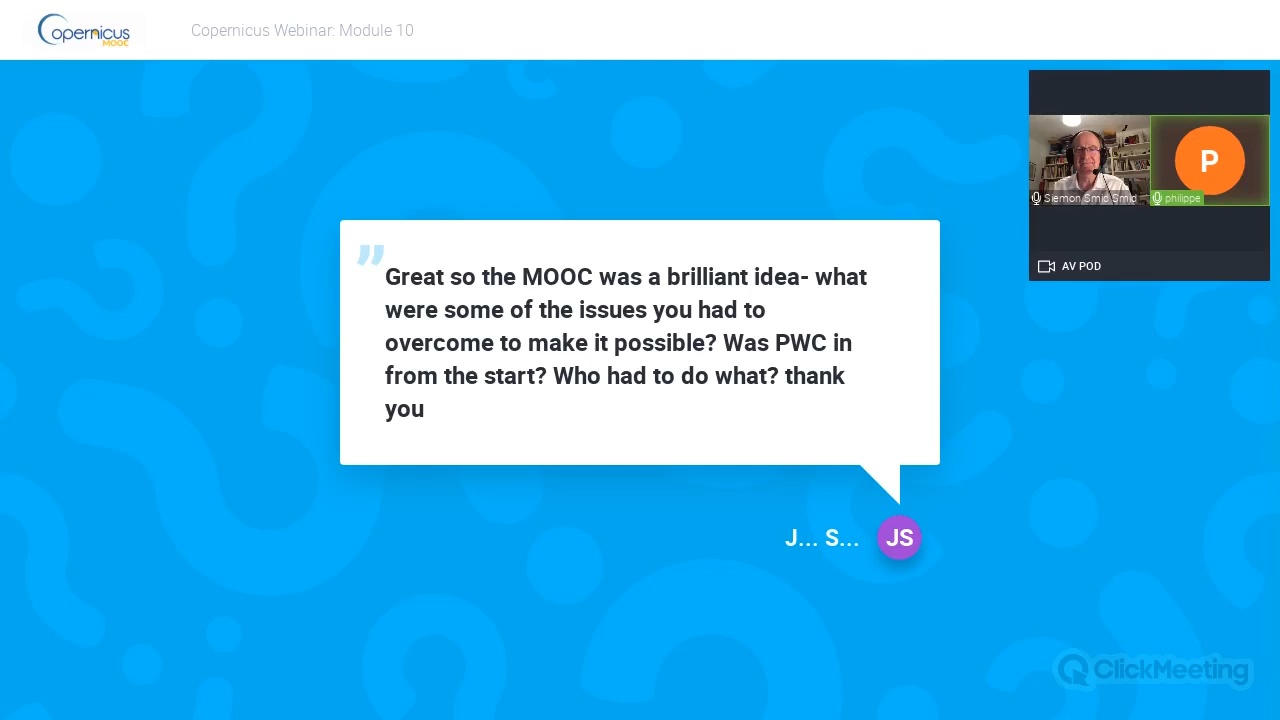 Copernicus
MOOC
Copernicus Webinar: Module 10
Siemon Smid Smid
P
philippe
AV POD
”
Great so the MOOC was a brilliant idea- what
were some of the issues you had to
overcome to make it possible? Was PWC in
from the start? Who had to do what? thank
you
J... S...
JS
ClickMeeting